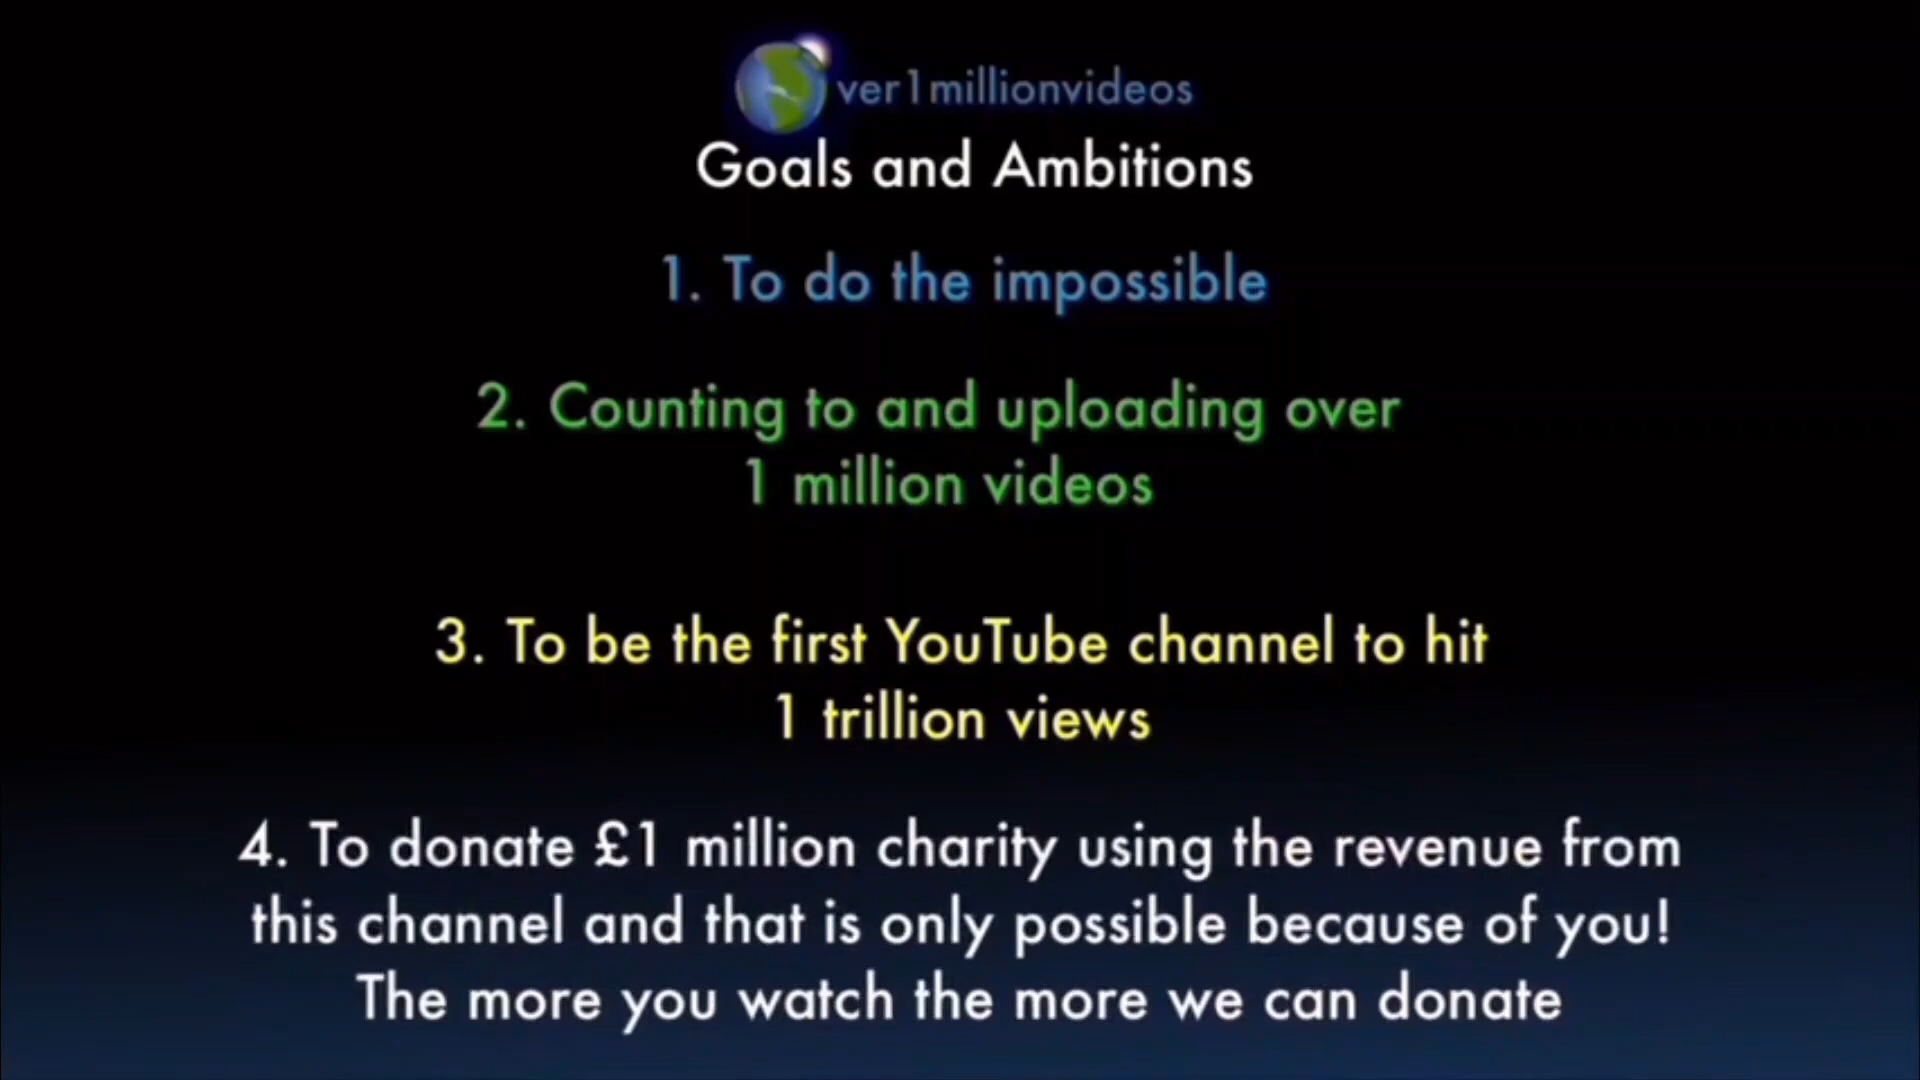 ver1millionvideos
Goals and Ambitions
1. To do the impossible
2. Counting to and uploading over
1 million videos
3. To be the first YouTube channel to hit
1 trillion views
4. To donate £1 million charity using the revenue from
this channel and that is only possible because of you!
The more you watch the more we can donate